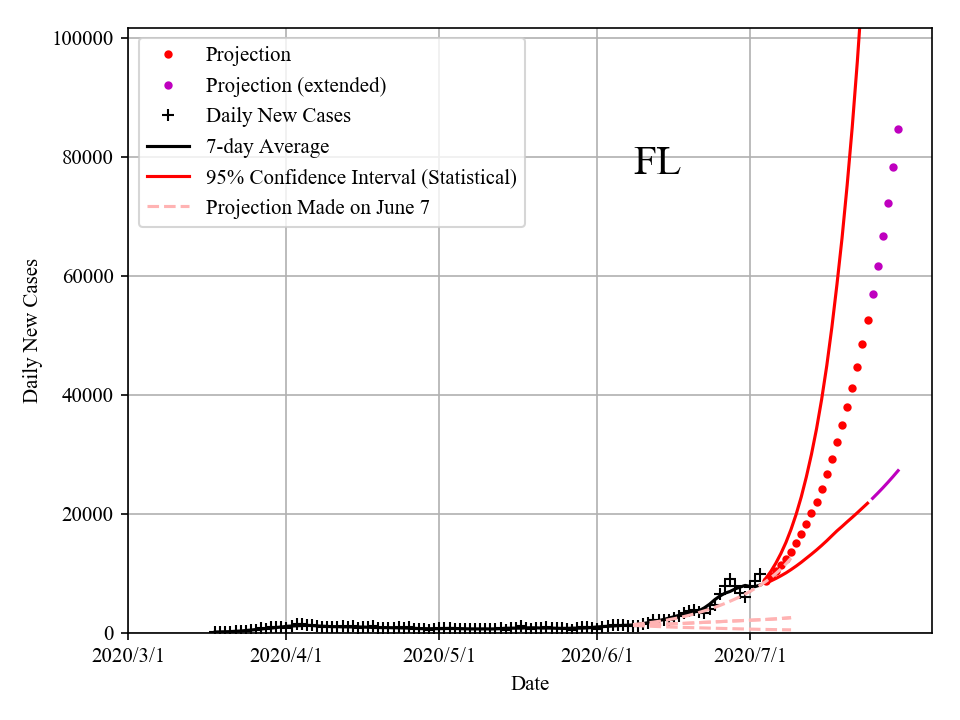 100000
80000
60000
40000
20000
0
Daily New Cases
Projection
Projection (extended)
Daily New Cases
7-day Average
95% Confidence Interval (Statistical)
Projection Made on June 7
FL
2020/3/1 2020/4/1 2020/5/1 2020/6/1 2020/7/1
Date